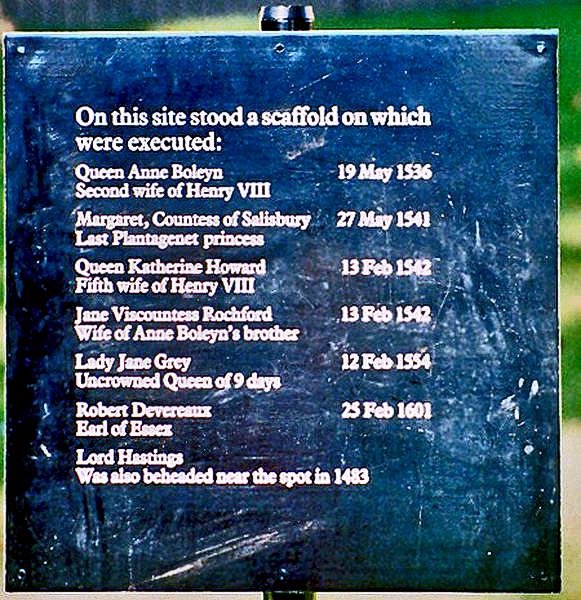 On this site stood a scaffold on which
were executed:
Queen Anne Boleyn 19 May 1536
Second wife of Henry VIII
Margaret, Countess of Salisbury 27 May 1541
Last Plantagenet princess
Queen Katherine Howard 13 Feb 1542
Fifth wife of Henry VIII
Jane Viscountess Rochford 13 Feb 1542
Wife of Anne Boleyn's brother
Lady Jane Grey 12 Feb 1554
Uncrowned Queen of 9 days
Robert Devereaux 25 Feb 1601
Earl of Essex
Lord Hastings
Was also beheaded near the spot in 1483